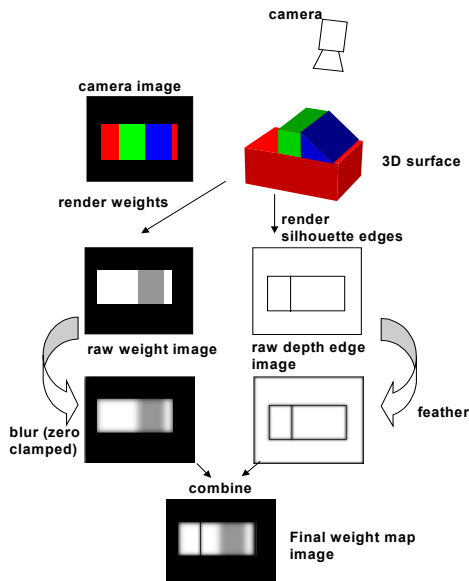 camera
camera image
3D surface
render weights
render
silhouette edges
raw weight image
raw depth edge
image
blur (zero
clamped)
feather
combine
Final weight map
image